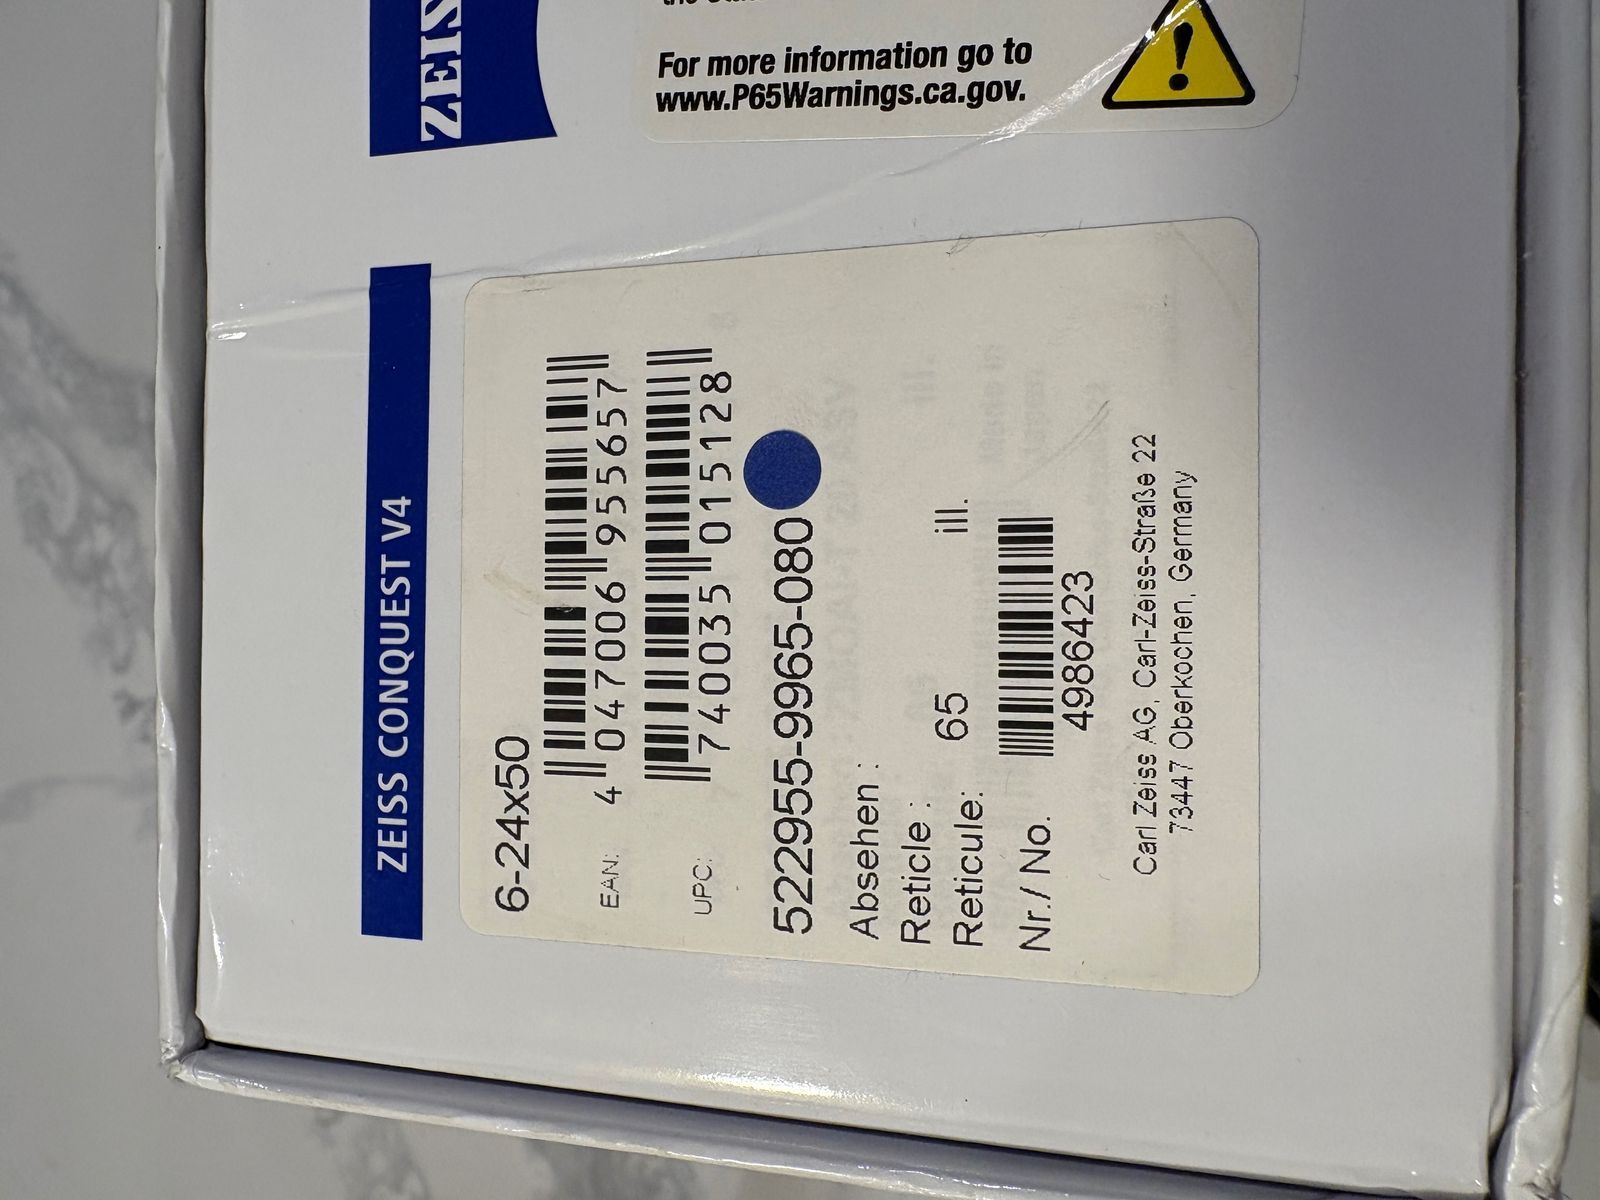 ZEISS
For more information go to
www.P65Warnings.ca.gov.
ZEISS CONQUEST V4
6-24x50
EAN: 4 047006 955657
UPC: 740035 015128
522955-9965-080
Absehen :
Reticle : 65 ill.
Reticule:
Nr./ No. 4986423
Carl Zeiss AG, Carl-Zeiss-Straße 22
73447 Oberkochen, Germany